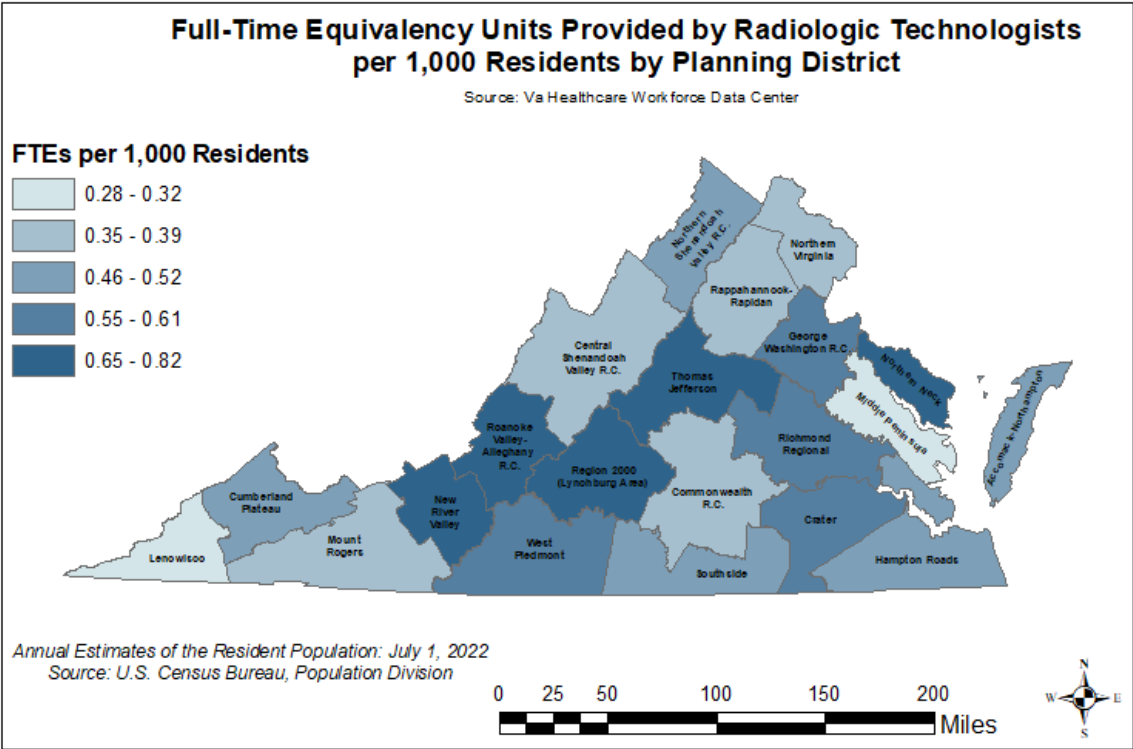 Full-Time Equivalency Units Provided by Radiologic Technologists
per 1,000 Residents by Planning District
Source: Va Healthcare Workforce Data Center
FTEs per 1,000 Residents
0.28 - 0.32
0.35 - 0.39
0.46 - 0.52
0.55 - 0.61
0.65 - 0.82
Northern
Shenandoah
Valley R.C.
Northern
Virginia
Rappahannock-
Rapidan
George
Washington R.C.
Central
Shenandoah
Valley R.C.
Thomas
Jefferson
Northern Neck
Middle Peninsula
Accomack-Northampton
Roanoke
Valley-
Alleghany
R.C.
Richmond
Regional
Region 2000
(Lynchburg Area)
Commonwealth
R.C.
Cumberland
Plateau
New
River
Valley
Crater
Lenowisco
Mount
Rogers
West
Piedmont
Southside
Hampton Roads
Annual Estimates of the Resident Population: July 1, 2022
Source: U.S. Census Bureau, Population Division
0 25 50 100 150 200
Miles
N
W E
S